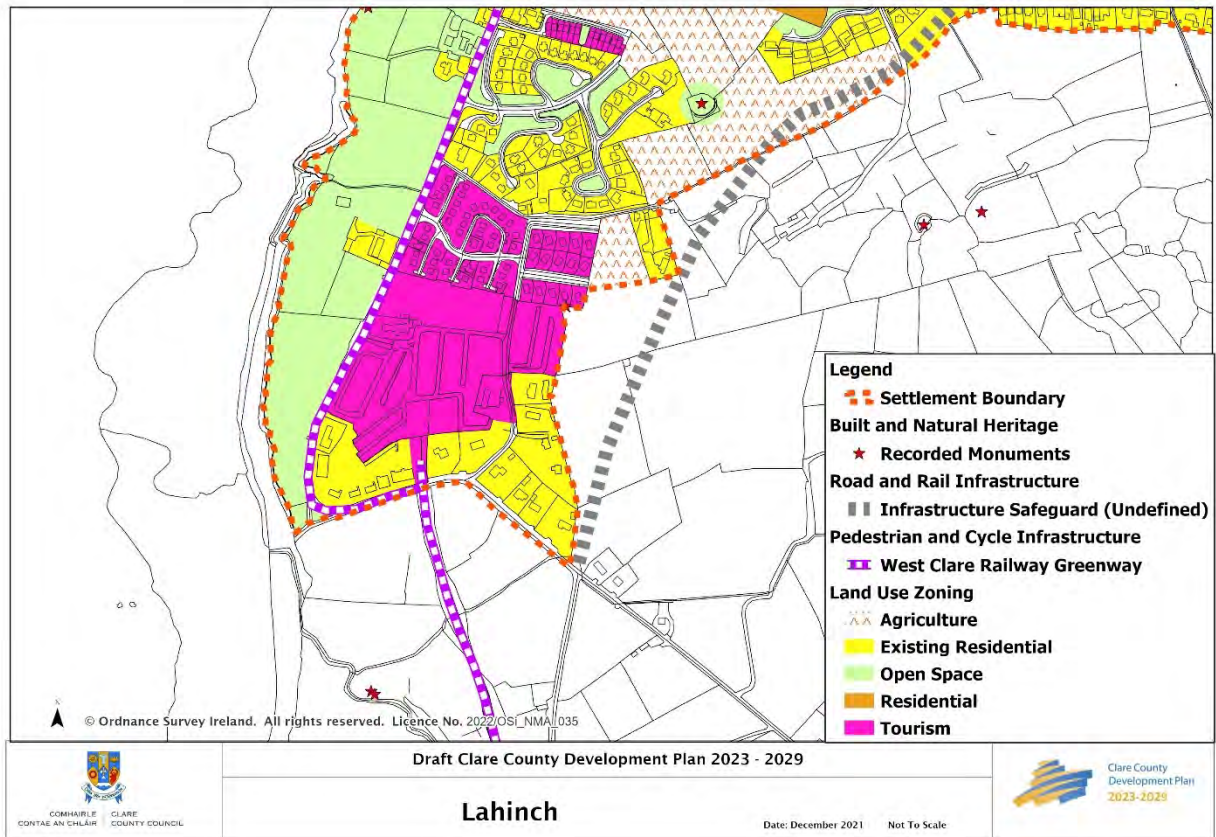 Legend
Settlement Boundary
Built and Natural Heritage
Recorded Monuments
Road and Rail Infrastructure
Infrastructure Safeguard (Undefined)
Pedestrian and Cycle Infrastructure
West Clare Railway Greenway
Land Use Zoning
Agriculture
Existing Residential
Open Space
Residential
Tourism
N
© Ordnance Survey Ireland. All rights reserved. Licence No. 2022/OSi_NMA_035
Draft Clare County Development Plan 2023 - 2029
Lahinch
Date: December 2021 Not To Scale
COMHAIRLE CONTAE AN CHLÁIR
CLARE COUNTY COUNCIL
Clare County
Development Plan
2023-2029